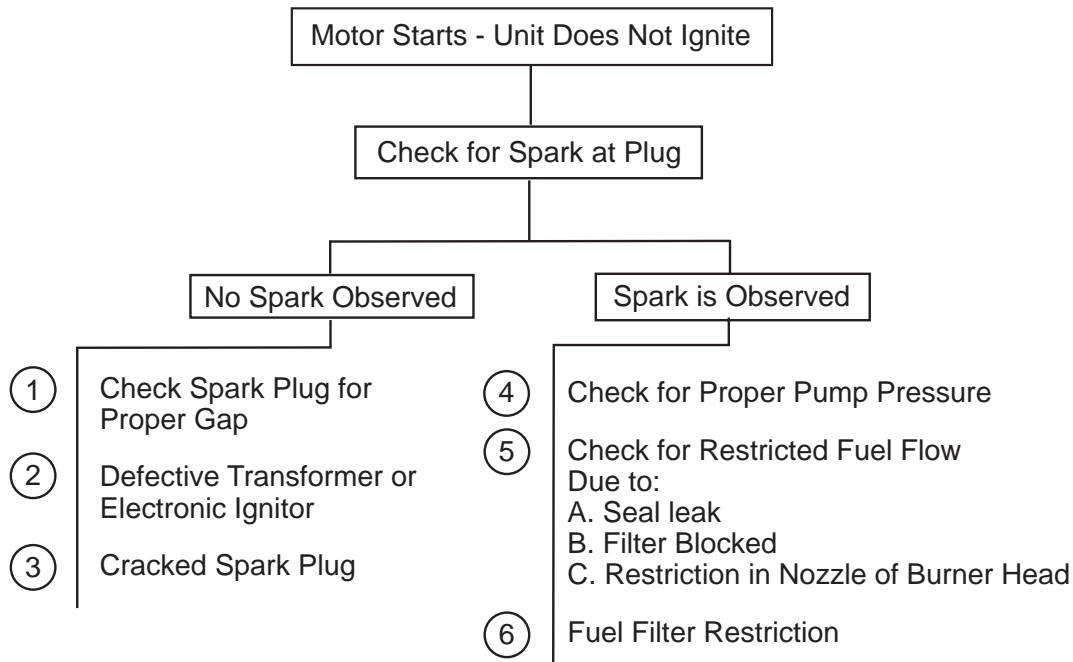 Motor Starts - Unit Does Not Ignite
Check for Spark at Plug
No Spark Observed
1
Check Spark Plug for
Proper Gap
2
Defective Transformer or
Electronic Ignitor
3
Cracked Spark Plug
Spark is Observed
4
Check for Proper Pump Pressure
5
Check for Restricted Fuel Flow
Due to:
A. Seal leak
B. Filter Blocked
C. Restriction in Nozzle of Burner Head
6
Fuel Filter Restriction